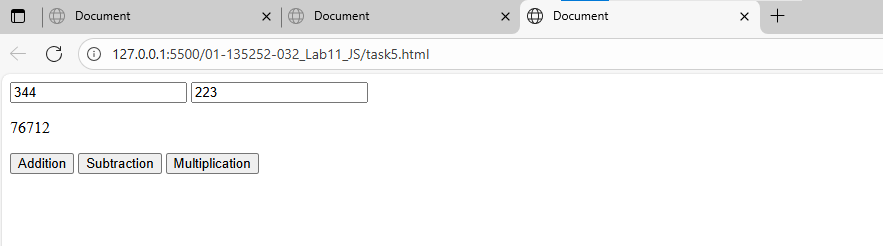 Document Document Document
127.0.0.1:5500/01-135252-032_Lab11_JS/task5.html
344 223
76712
Addition Subtraction Multiplication